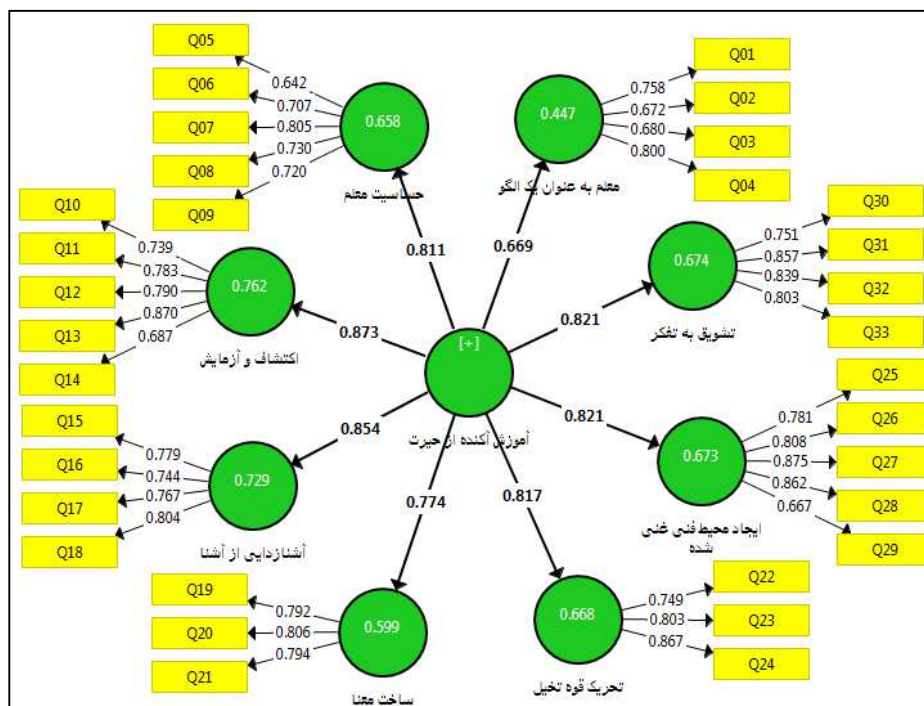 Q05
Q06
Q07
Q08
Q09
0.642
0.707
0.805
0.730
0.720
0.658
حساسیت معلم
0.811
Q01
Q02
Q03
Q04
0.758
0.672
0.680
0.800
0.447
معلم به عنوان یک الگو
0.669
Q10
Q11
Q12
Q13
Q14
0.739
0.783
0.790
0.870
0.687
0.762
اکتشاف و آزمایش
0.873
Q30
Q31
Q32
Q33
0.751
0.857
0.839
0.803
0.674
تشویق به تفکر
0.821
[+]
آموزش آکنده از حیرت
Q15
Q16
Q17
Q18
0.779
0.744
0.767
0.804
0.729
آشنازدایی از آشنا
0.854
Q25
Q26
Q27
Q28
Q29
0.781
0.808
0.875
0.862
0.667
0.673
ایجاد محیط فنی غنی
شده
0.821
Q19
Q20
Q21
0.792
0.806
0.794
0.599
ساخت معنا
0.774
Q22
Q23
Q24
0.749
0.803
0.867
0.668
تحریک قوه تخیل
0.817